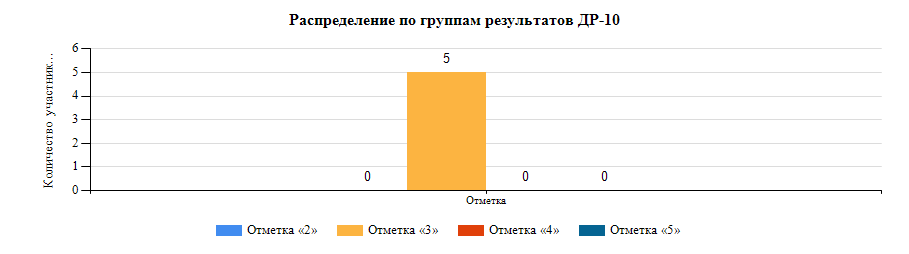 Распределение по группам результатов ДР-10
Количество участник...
6
5
4
3
2
1
0
0
5
0
0
Отметка
Отметка «2» Отметка «3» Отметка «4» Отметка «5»